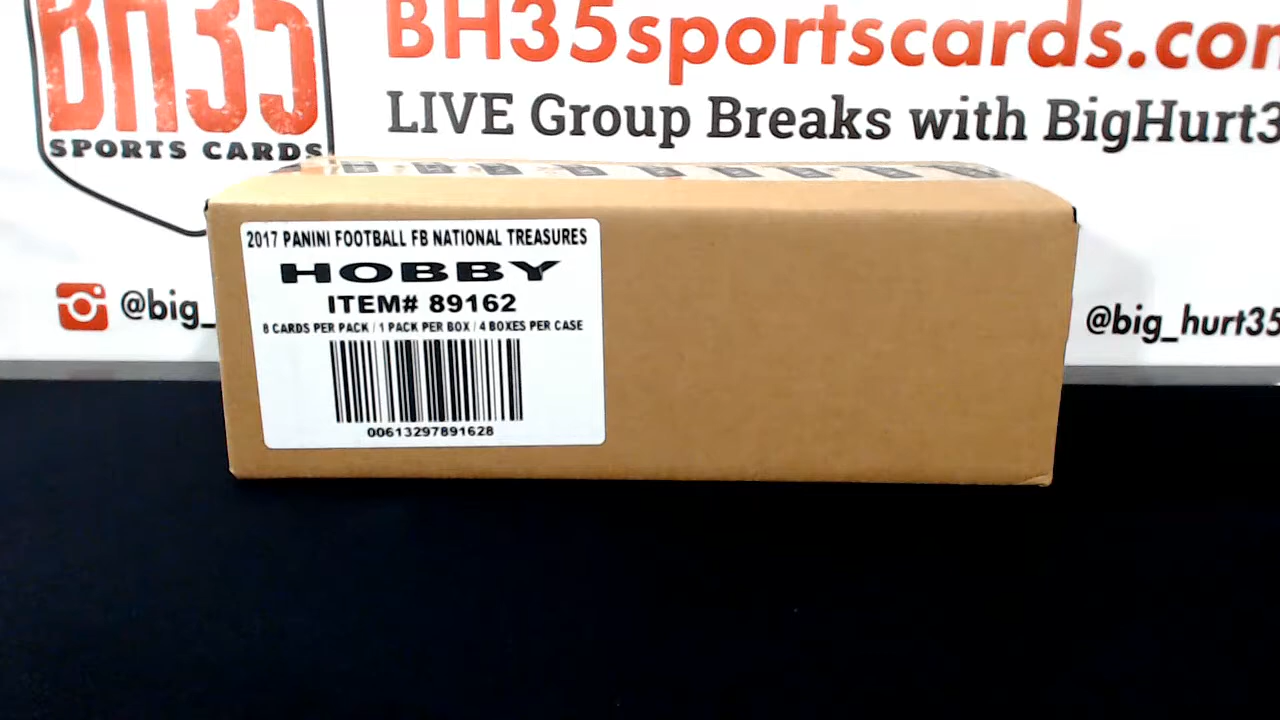 BH35
SPORTS CARDS
BH35sportscards.com
LIVE Group Breaks with BigHurt3
@big_
@big_hurt35
2017 PANINI FOOTBALL FB NATIONAL TREASURES
HOBBY
ITEM# 89162
8 CARDS PER PACK / 1 PACK PER BOX / 4 BOXES PER CASE
00613297891628